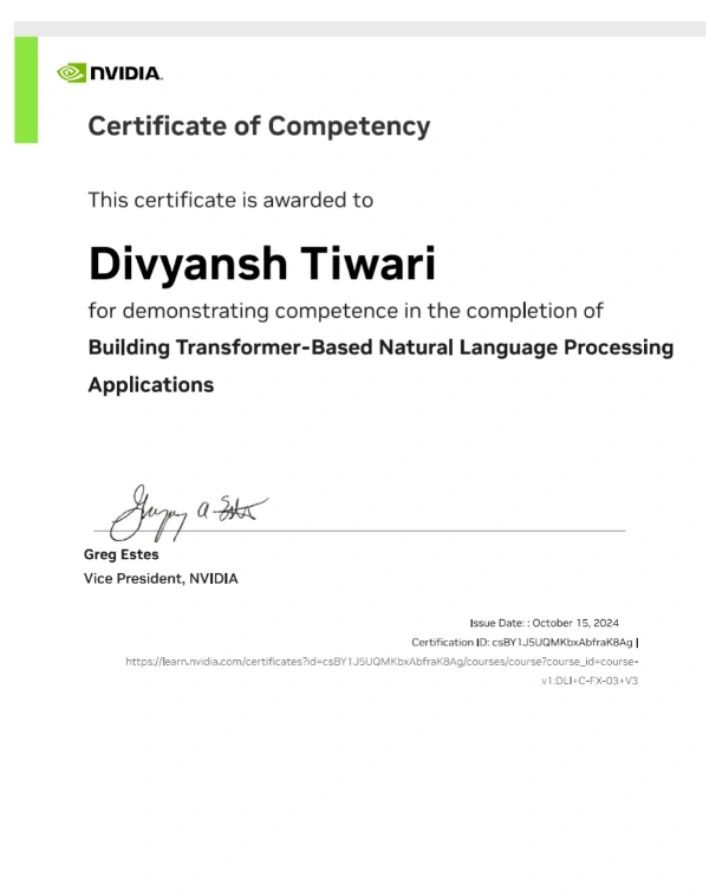 NVIDIA.
Certificate of Competency
This certificate is awarded to
Divyansh Tiwari
for demonstrating competence in the completion of
Building Transformer-Based Natural Language Processing
Applications
Greg Estes
Vice President, NVIDIA
Issue Date: : October 15, 2024
Certification ID: csBY1J5UQMKbxAbfraK8Ag |
https://learn.nvidia.com/certificates?id=csBY1J5UQMKbxAbfraK8Ag/courses/course?course_id=course-
v1:DLI+C-FX-03+V3